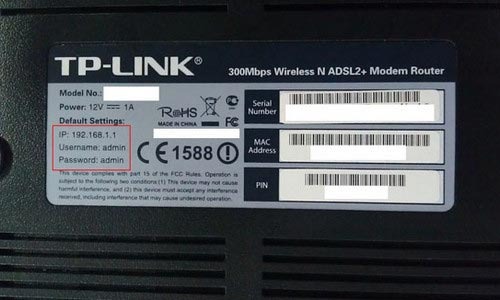 TP-LINK®
300Mbps Wireless N ADSL2+ Modem Router
Model No.:
Power: 12V ⎓ 1A
Default Settings:
IP: 192.168.1.1
Username: admin
Password: admin
RoHS
MADE IN CHINA
CE1588
Serial Number
MAC Address
PIN
This device complies with part 15 of the FCC Rules. Operation is
subject to the following two conditions:(1) This device may not cause
harmful interference, and (2) this device must accept any interference
received, including interference that may cause undesired operation.